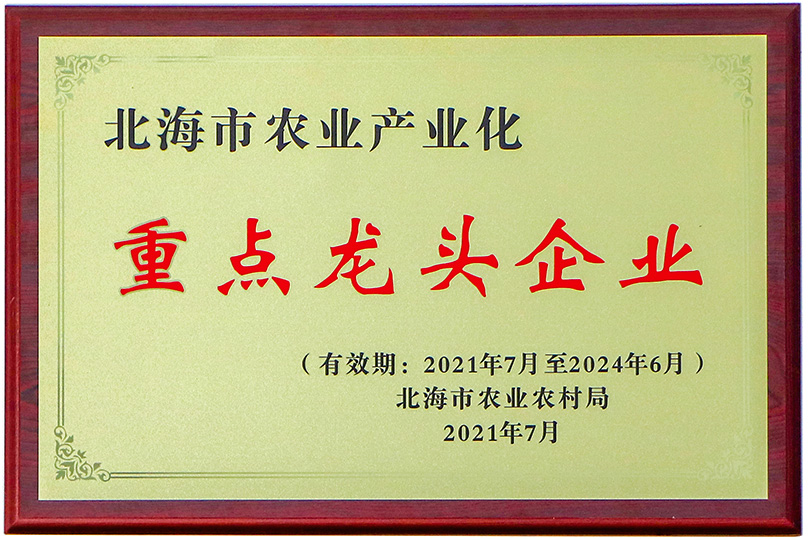 北海市农业产业化
重点龙头企业
（有效期：2021年7月至2024年6月）
北海市农业农村局
2021年7月